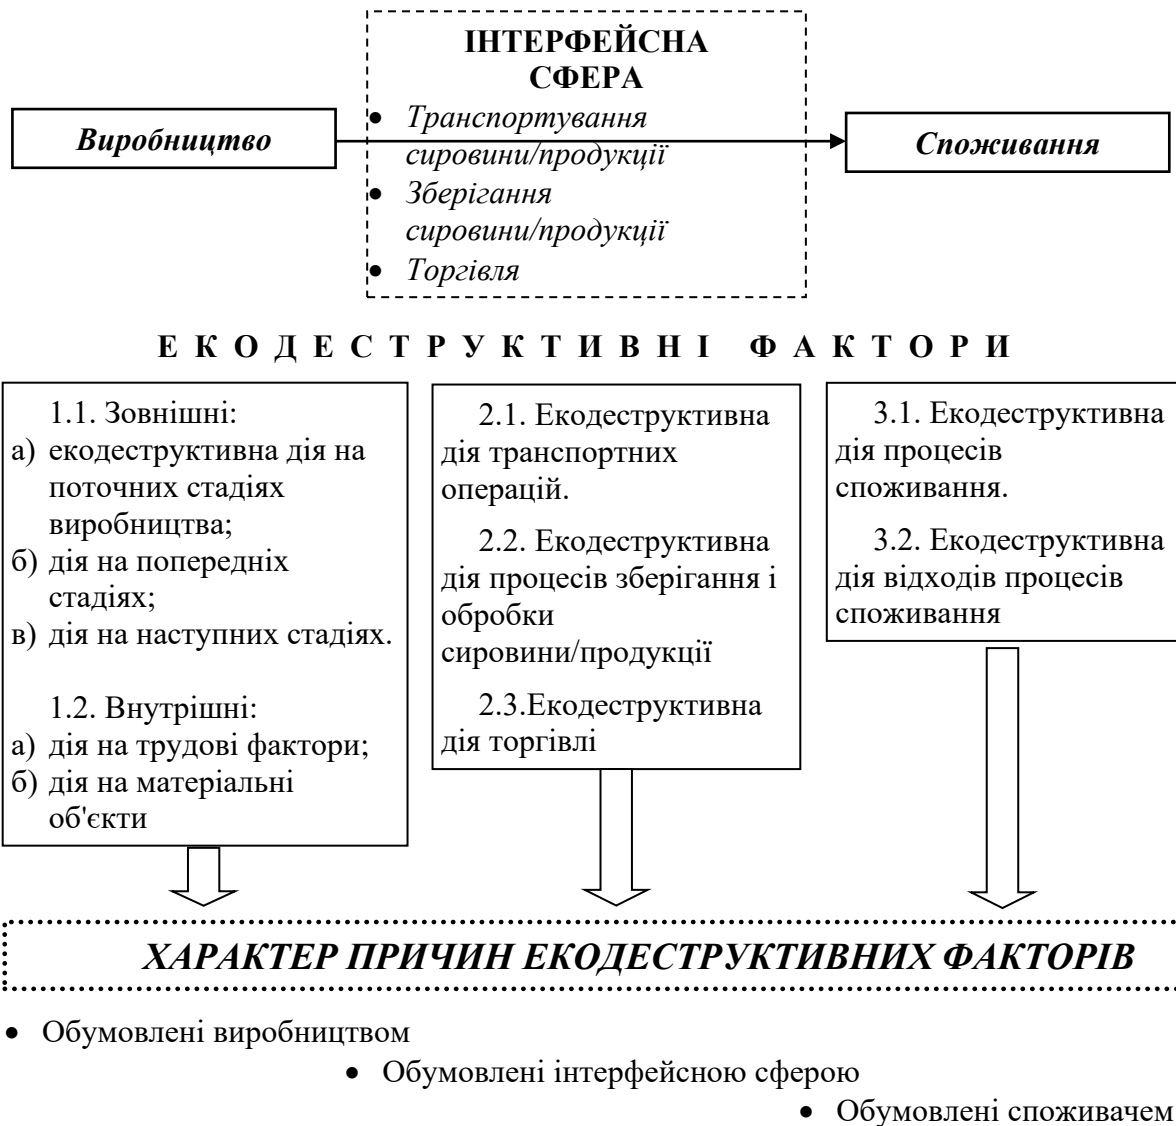 ІНТЕРФЕЙСНА
СФЕРА
Виробництво
• Транспортування
сировини/продукції
• Зберігання
сировини/продукції
• Торгівля
Споживання
ЕКОДЕСТРУКТИВНІ ФАКТОРИ
1.1. Зовнішні:
а) екодеструктивна дія на
поточних стадіях
виробництва;
б) дія на попередніх
стадіях;
в) дія на наступних стадіях.
1.2. Внутрішні:
а) дія на трудові фактори;
б) дія на матеріальні
об'єкти
2.1. Екодеструктивна
дія транспортних
операцій.
2.2. Екодеструктивна
дія процесів зберігання і
обробки
сировини/продукції
2.3.Екодеструктивна
дія торгівлі
3.1. Екодеструктивна
дія процесів
споживання.
3.2. Екодеструктивна
дія відходів процесів
споживання
ХАРАКТЕР ПРИЧИН ЕКОДЕСТРУКТИВНИХ ФАКТОРІВ
• Обумовлені виробництвом
• Обумовлені інтерфейсною сферою
• Обумовлені споживачем